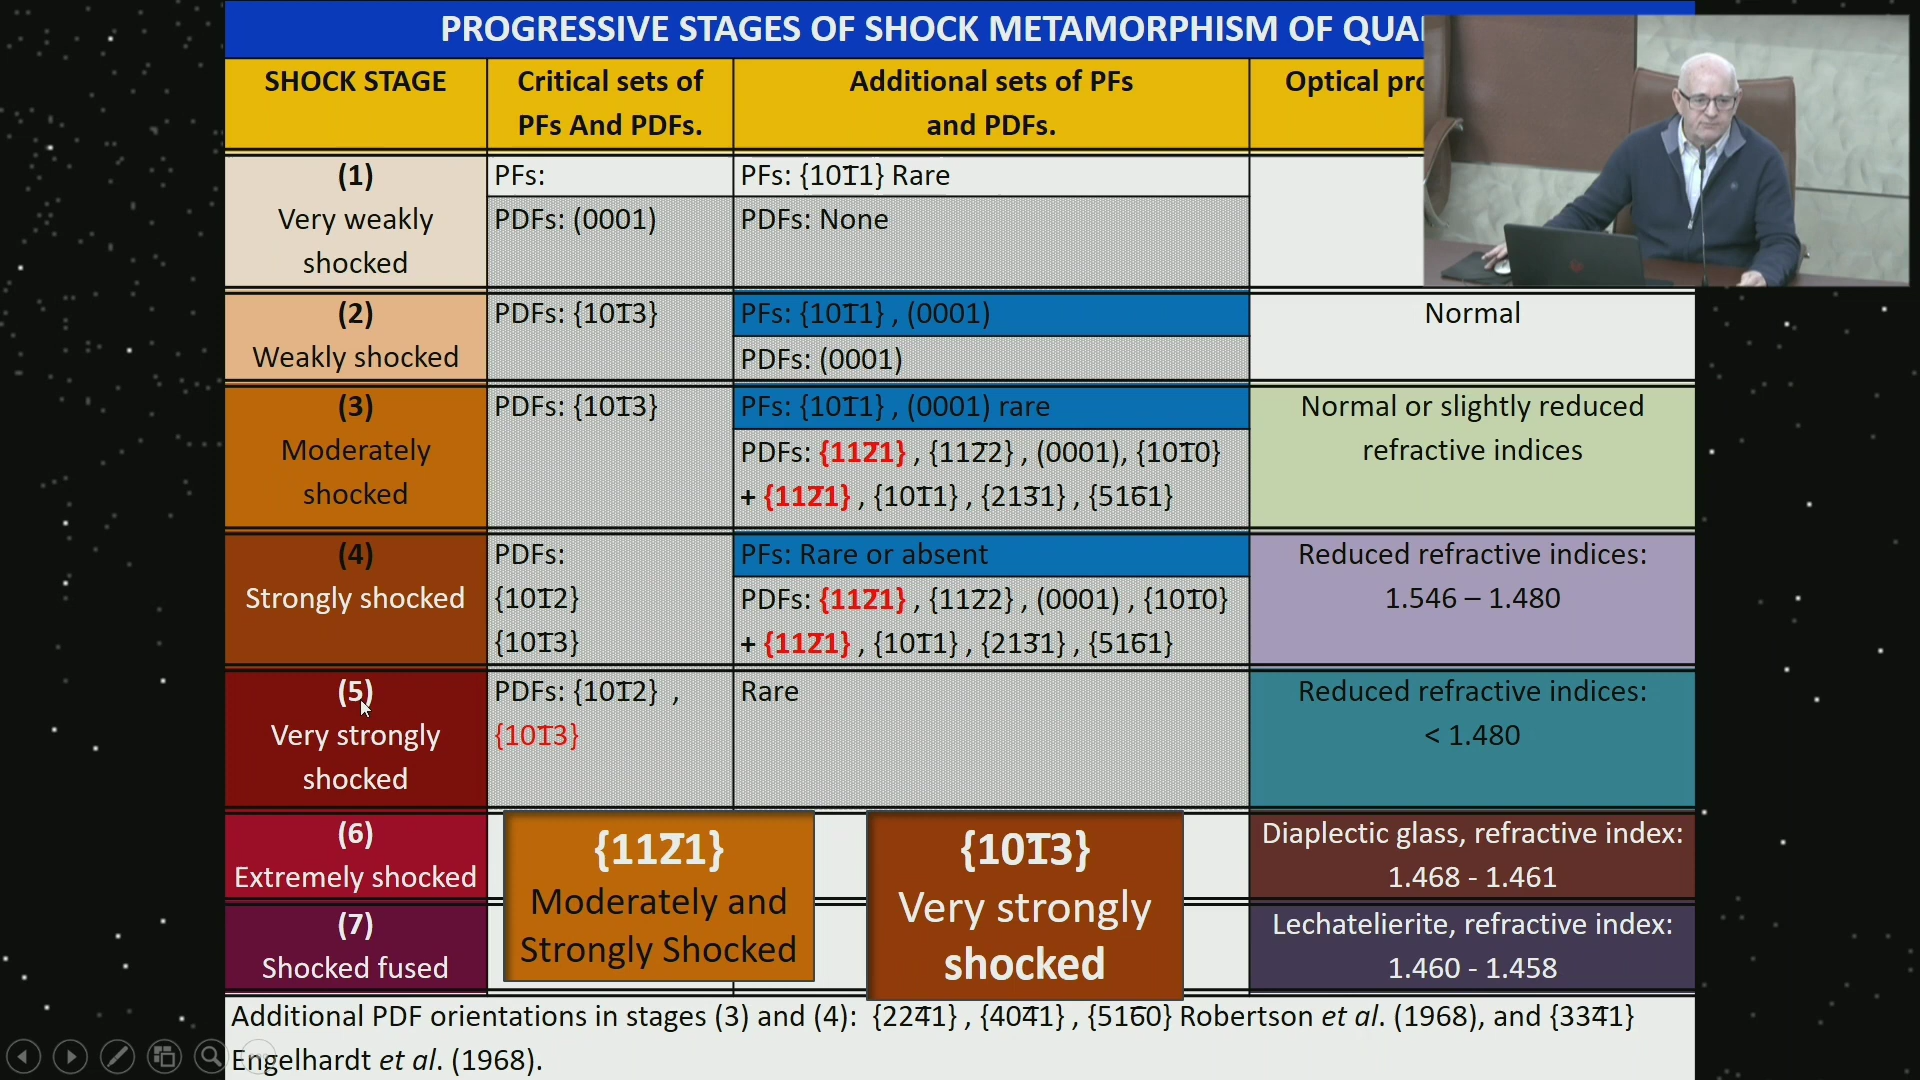 PROGRESSIVE STAGES OF SHOCK METAMORPHISM OF
SHOCK STAGE
Critical sets of
PFs And PDFs.
Additional sets of PFs
and PDFs.
Optical
(1)
Very weakly
shocked
PFs:
PDFs: (0001)
PFs: {101̅1} Rare
PDFs: None
(2)
Weakly shocked
PDFs: {101̅3}
PFs: {101̅1} , (0001)
PDFs: (0001)
Normal
(3)
Moderately
shocked
PDFs: {101̅3}
PFs: {101̅1} , (0001) rare
PDFs: {112̅1} , {112̅2} , (0001), {101̅0}
+ {112̅1} , {101̅1} , {213̅1} , {516̅1}
Normal or slightly reduced
refractive indices
(4)
Strongly shocked
PDFs:
{101̅2}
{101̅3}
PFs: Rare or absent
PDFs: {112̅1} , {112̅2} , (0001) , {101̅0}
+ {112̅1} , {101̅1} , {213̅1} , {516̅1}
Reduced refractive indices:
1.546 – 1.480
(5)
Very strongly
shocked
PDFs: {101̅2} ,
{101̅3}
Rare
Reduced refractive indices:
< 1.480
(6)
Extremely shocked
{112̅1}
Moderately and
Strongly Shocked
{101̅3}
Very strongly
shocked
Diaplectic glass, refractive index:
1.468 - 1.461
(7)
Shocked fused
Lechatelierite, refractive index:
1.460 - 1.458
Additional PDF orientations in stages (3) and (4): {224̅1} , {404̅1} , {516̅0} Robertson et al. (1968), and {334̅1}
Engelhardt et al. (1968).